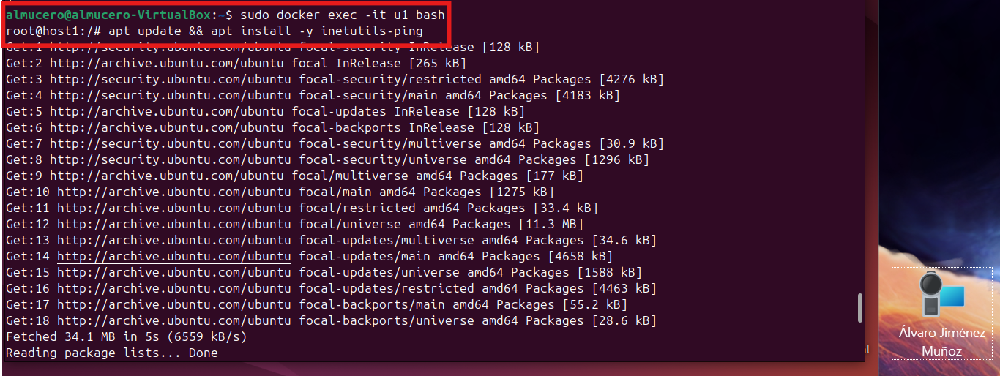 almucero@almucero-VirtualBox:~$ sudo docker exec -it u1 bash
root@host1:/# apt update && apt install -y inetutils-ping
Get:1 http://security.ubuntu.com/ubuntu focal-security InRelease [128 kB]
Get:2 http://archive.ubuntu.com/ubuntu focal InRelease [265 kB]
Get:3 http://security.ubuntu.com/ubuntu focal-security/restricted amd64 Packages [4276 kB]
Get:4 http://security.ubuntu.com/ubuntu focal-security/main amd64 Packages [4183 kB]
Get:5 http://archive.ubuntu.com/ubuntu focal-updates InRelease [128 kB]
Get:6 http://archive.ubuntu.com/ubuntu focal-backports InRelease [128 kB]
Get:7 http://security.ubuntu.com/ubuntu focal-security/multiverse amd64 Packages [30.9 kB]
Get:8 http://security.ubuntu.com/ubuntu focal-security/universe amd64 Packages [1296 kB]
Get:9 http://archive.ubuntu.com/ubuntu focal/multiverse amd64 Packages [177 kB]
Get:10 http://archive.ubuntu.com/ubuntu focal/main amd64 Packages [1275 kB]
Get:11 http://archive.ubuntu.com/ubuntu focal/restricted amd64 Packages [33.4 kB]
Get:12 http://archive.ubuntu.com/ubuntu focal/universe amd64 Packages [11.3 MB]
Get:13 http://archive.ubuntu.com/ubuntu focal-updates/multiverse amd64 Packages [34.6 kB]
Get:14 http://archive.ubuntu.com/ubuntu focal-updates/main amd64 Packages [4658 kB]
Get:15 http://archive.ubuntu.com/ubuntu focal-updates/universe amd64 Packages [1588 kB]
Get:16 http://archive.ubuntu.com/ubuntu focal-updates/restricted amd64 Packages [4463 kB]
Get:17 http://archive.ubuntu.com/ubuntu focal-backports/main amd64 Packages [55.2 kB]
Get:18 http://archive.ubuntu.com/ubuntu focal-backports/universe amd64 Packages [28.6 kB]
Fetched 34.1 MB in 5s (6559 kB/s)
Reading package lists... Done
Álvaro Jiménez
Muñoz